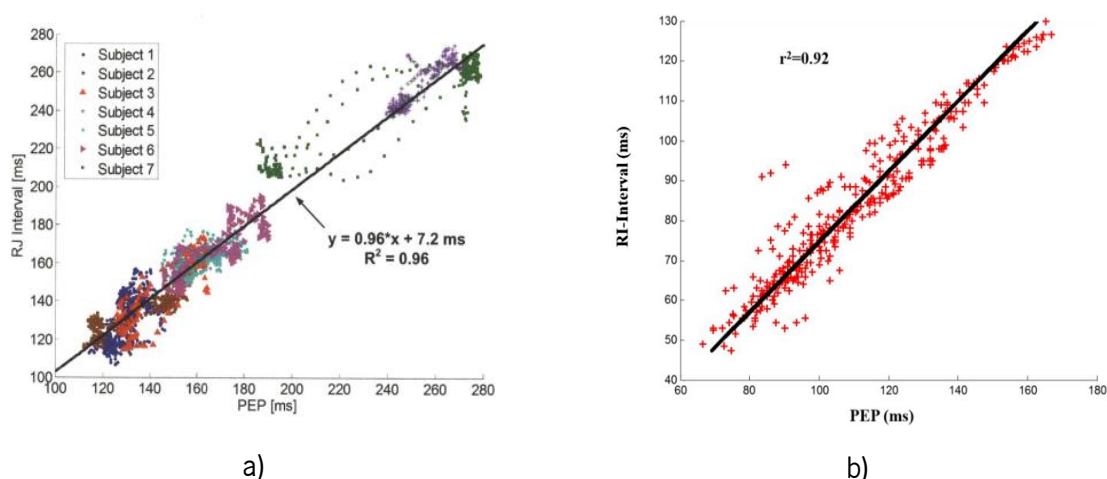 280
260
240
220
200
180
160
140
120
100
RJ Interval [ms]
Subject 1
Subject 2
Subject 3
Subject 4
Subject 5
Subject 6
Subject 7
y = 0.96*x + 7.2 ms
R² = 0.96
100 120 140 160 180 200 220 240 260 280
PEP [ms]
a)
130
120
110
100
90
80
70
60
50
40
RI-Interval (ms)
r²=0.92
60 80 100 120 140 160 180
PEP (ms)
b)